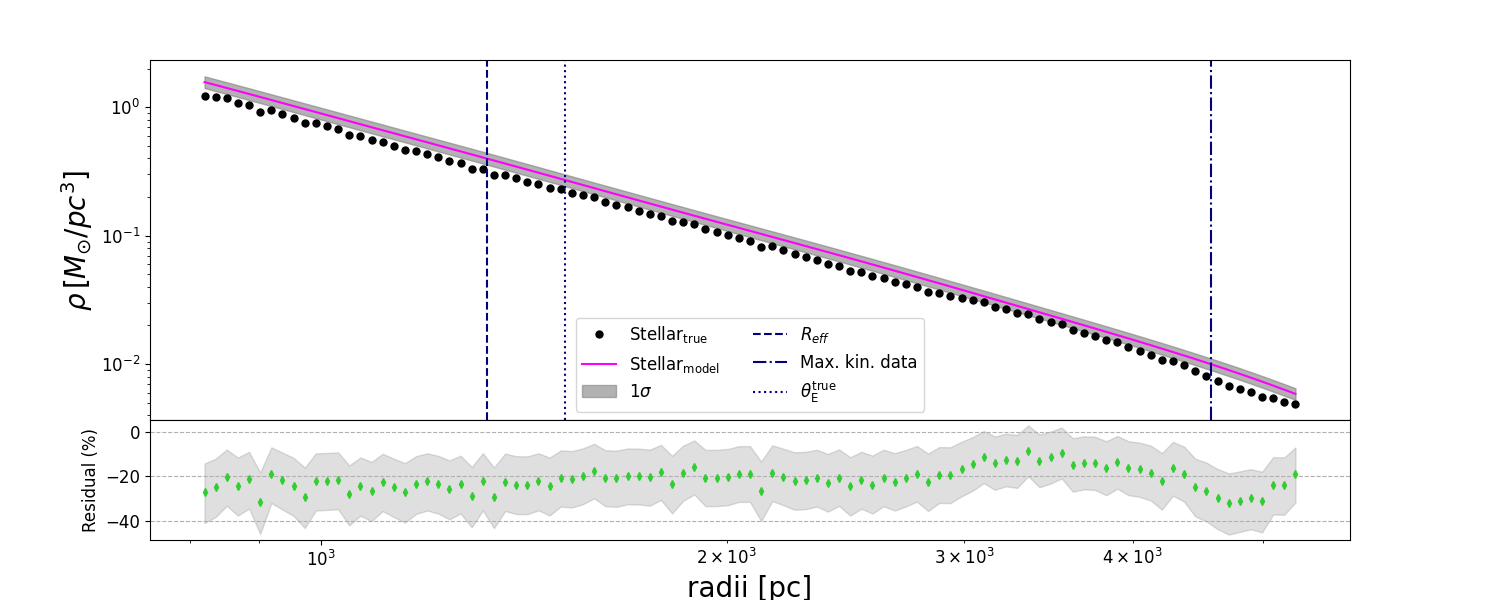 10⁰
10⁻¹
10⁻²
ρ [M⊙/pc³]
Stellar_true
Stellar_model
1σ
R_eff
Max. kin. data
θ_E^true
0
−20
−40
Residual (%)
10³
2 × 10³
3 × 10³
4 × 10³
radii [pc]